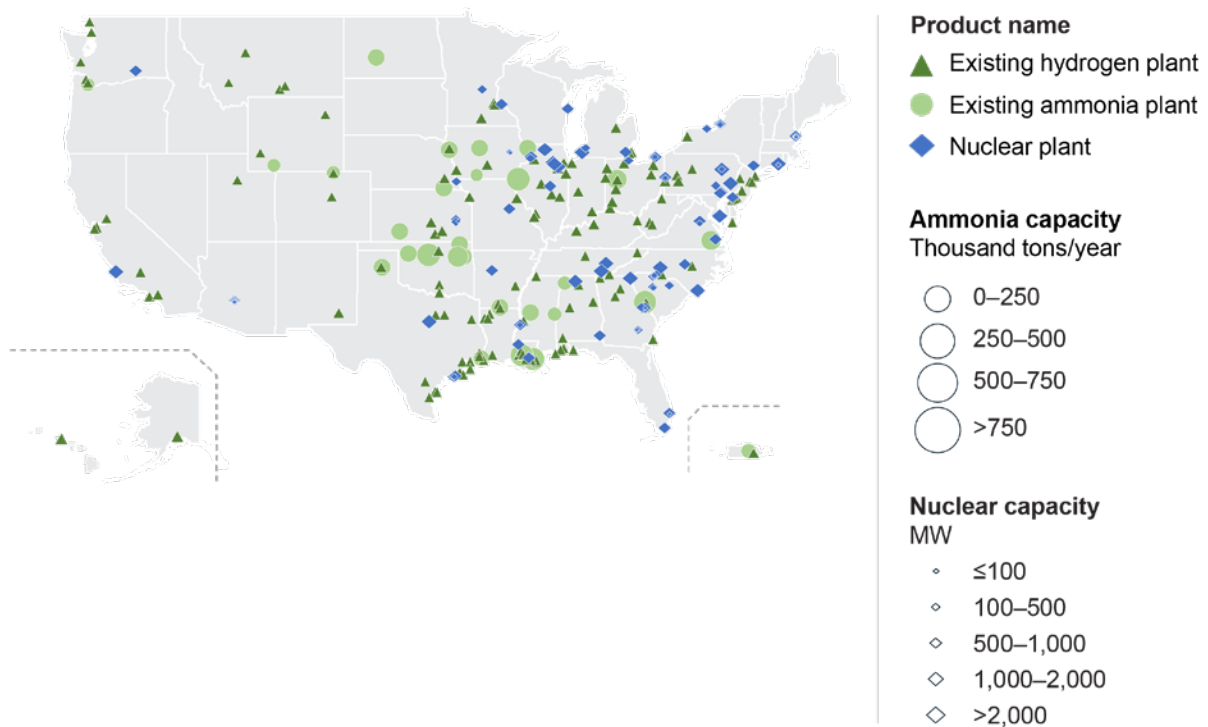 Product name
Existing hydrogen plant
Existing ammonia plant
Nuclear plant
Ammonia capacity
Thousand tons/year
0–250
250–500
500–750
>750
Nuclear capacity
MW
≤100
100–500
500–1,000
1,000–2,000
>2,000